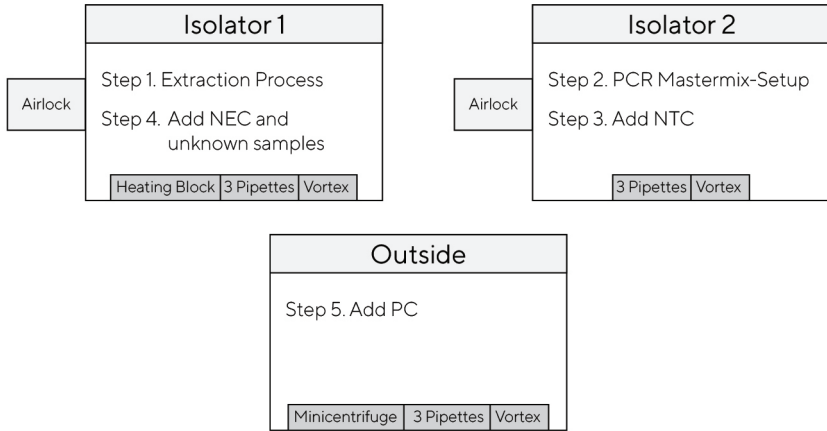 Isolator 1
Airlock
Step 1. Extraction Process
Step 4. Add NEC and
unknown samples
Heating Block 3 Pipettes Vortex
Isolator 2
Airlock
Step 2. PCR Mastermix-Setup
Step 3. Add NTC
3 Pipettes Vortex
Outside
Step 5. Add PC
Minicentrifuge 3 Pipettes Vortex